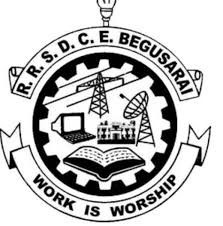 R. R. S. D. C. E. BEGUSARAI
WORK IS WORSHIP